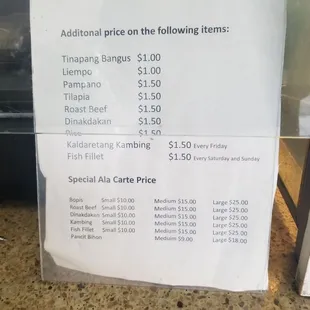 Additonal price on the following items:
Tinapang Bangus $1.00
Liempo $1.00
Pampano $1.50
Tilapia $1.50
Roast Beef $1.50
Dinakdakan $1.50
$1.50
Kaldaretang Kambing $1.50 Every Friday
Fish Fillet $1.50 Every Saturday and Sunday
Special Ala Carte Price
Bopis Small $10.00 Medium $15.00 Large $25.00
Roast Beef Small $10.00 Medium $15.00 Large $25.00
Dinakdakan Small $10.00 Medium $15.00 Large $25.00
Kambing Small $10.00 Medium $15.00 Large $25.00
Fish Fillet Small $10.00 Medium $15.00 Large $25.00
Pancit Bihon Medium $9.00 Large $18.00